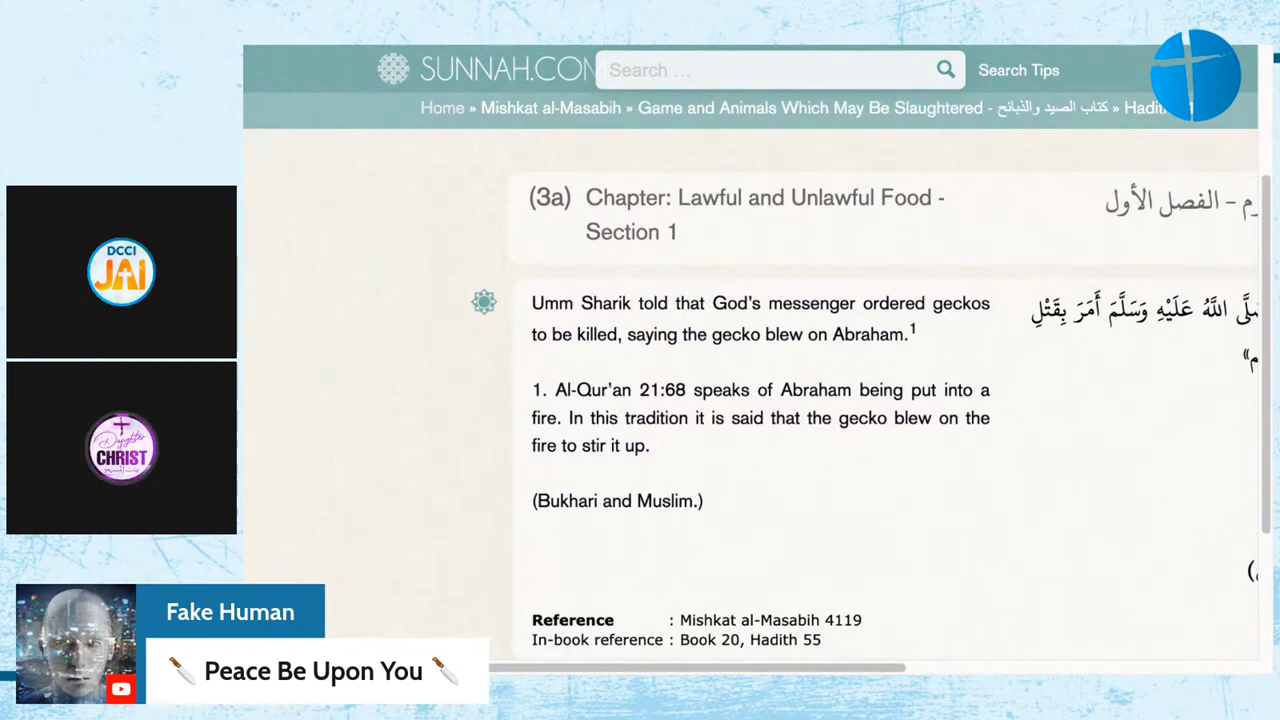 SUNNAH.COM
Search ...
Search Tips
Home » Mishkat al-Masabih » Game and Animals Which May Be Slaughtered - كتاب الصيد والذبائح »
(3a) Chapter: Lawful and Unlawful Food -
Section 1
الفصل الأول
Umm Sharik told that God’s messenger ordered geckos
to be killed, saying the gecko blew on Abraham.1
عَلَيْهِ وَسَلَّمَ أَمَرَ بِقَتْلِ
1. Al-Qur’an 21:68 speaks of Abraham being put into a
fire. In this tradition it is said that the gecko blew on the
fire to stir it up.
(Bukhari and Muslim.)
Reference : Mishkat al-Masabih 4119
In-book reference : Book 20, Hadith 55
DCCI
JAI
Daughter
of
CHRIST
Fake Human
🔪 Peace Be Upon You 🔪